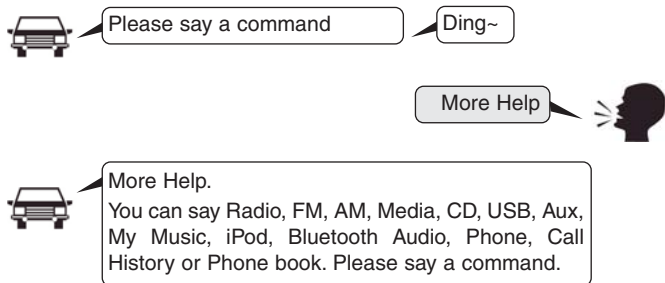 Please say a command
Ding~
More Help
More Help.
You can say Radio, FM, AM, Media, CD, USB, Aux,
My Music, iPod, Bluetooth Audio, Phone, Call
History or Phone book. Please say a command.